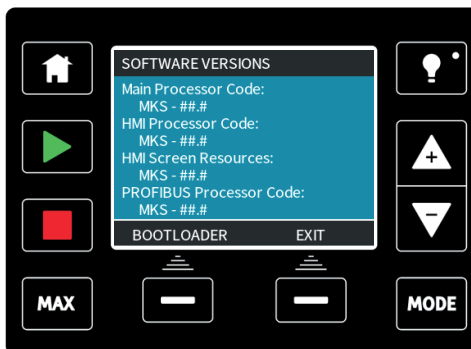 SOFTWARE VERSIONS
Main Processor Code:
MKS - ##.#
HMI Processor Code:
MKS - ##.#
HMI Screen Resources:
MKS - ##.#
PROFIBUS Processor Code:
MKS - ##.#
BOOTLOADER EXIT
+
-
MAX
MODE